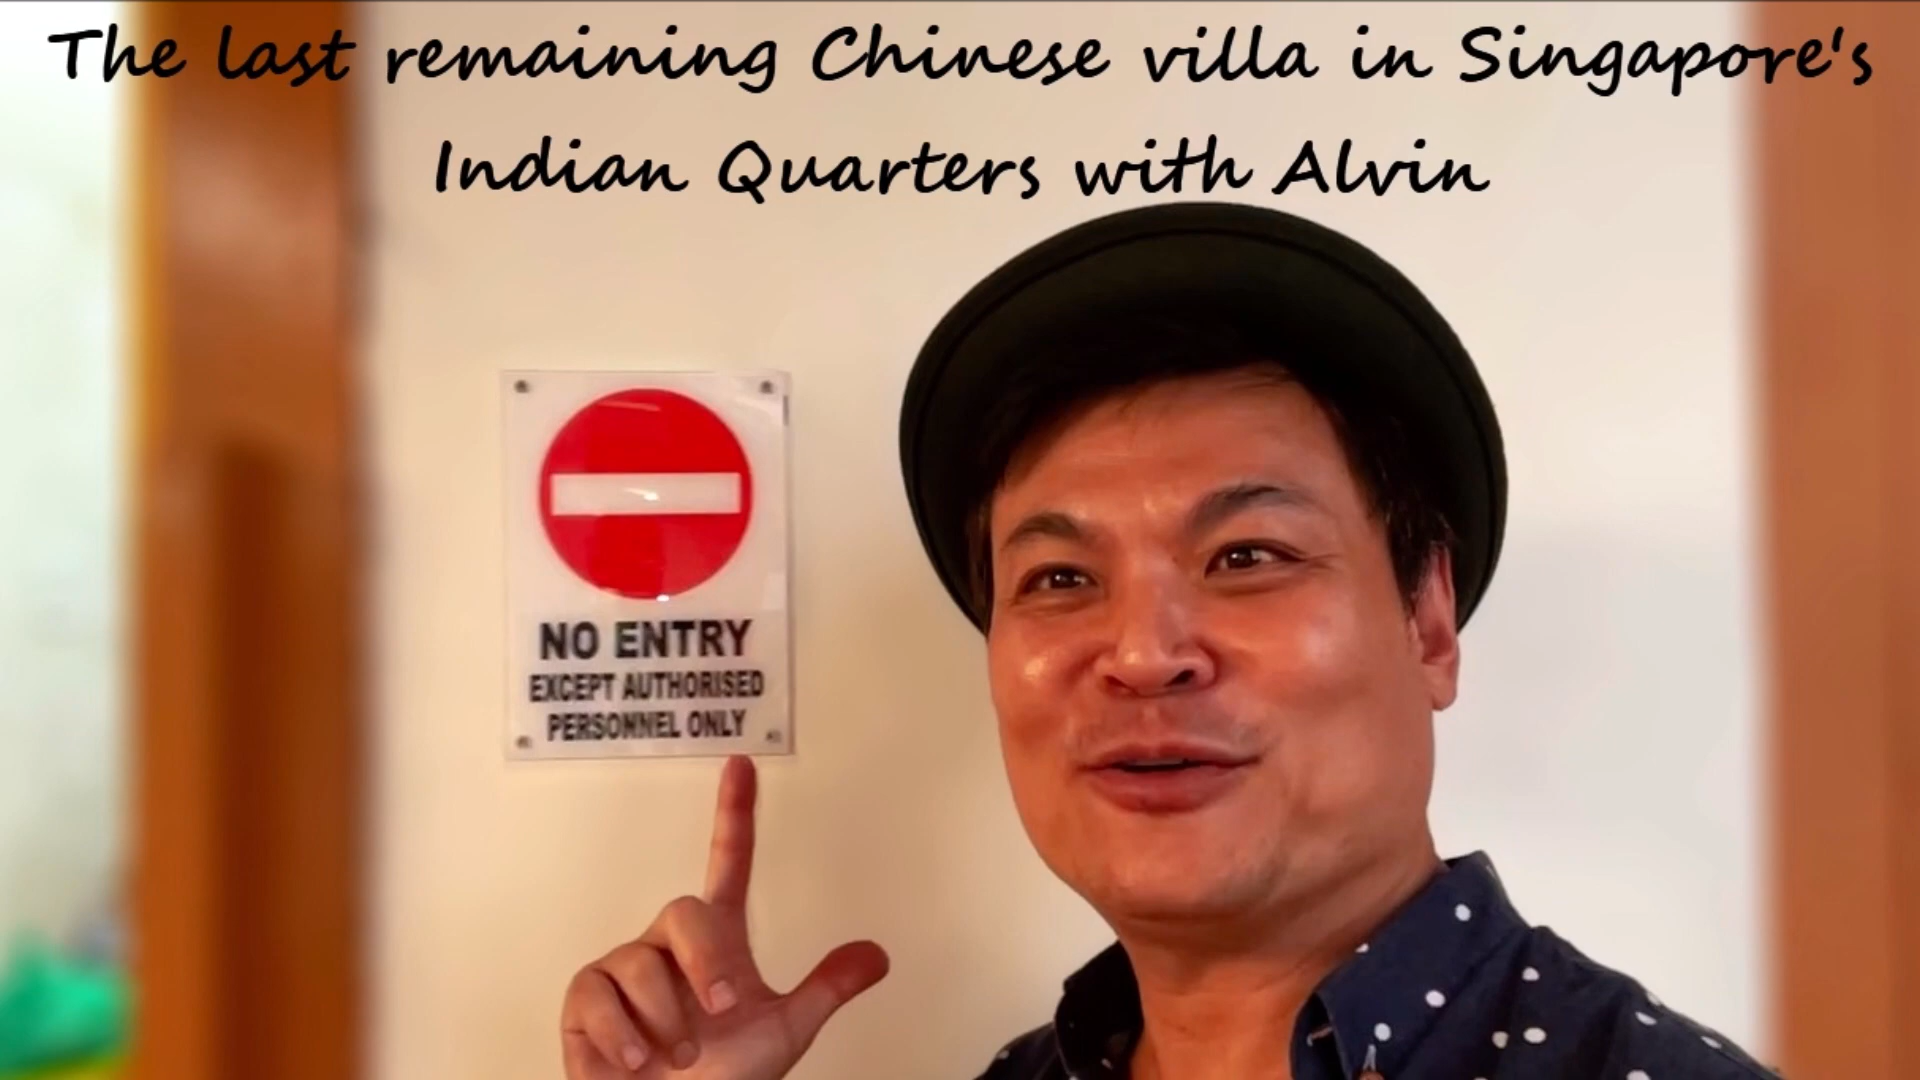 The last remaining Chinese villa in Singapore's
Indian Quarters with Alvin
NO ENTRY
EXCEPT AUTHORISED
PERSONNEL ONLY